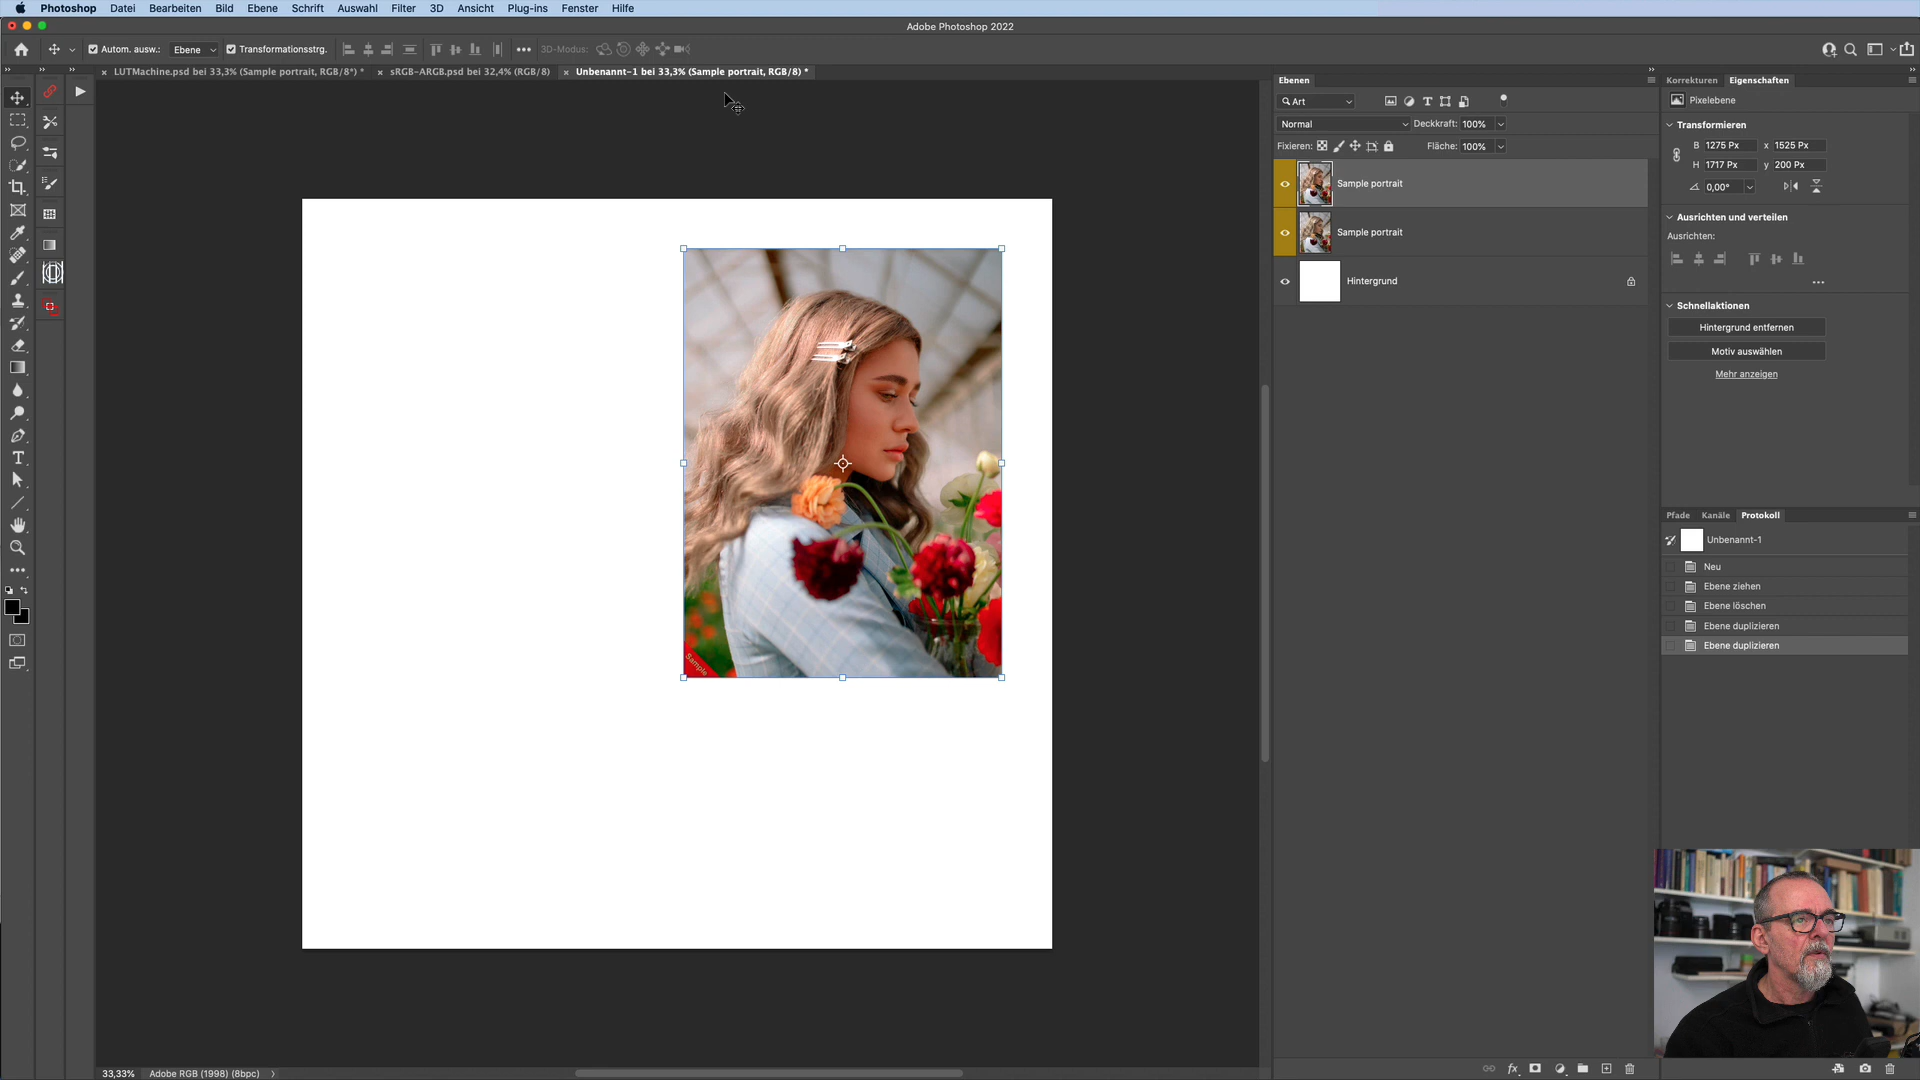 Photoshop Datei Bearbeiten Bild Ebene Schrift Auswahl Filter 3D Ansicht Plug-ins Fenster Hilfe
Adobe Photoshop 2022
Autom. ausw.: Ebene Transformationsstrg. 3D-Modus:
LUTMachine.psd bei 33,3% (Sample portrait, RGB/8*) * sRGB-ARGB.psd bei 32,4% (RGB/8) Unbenannt-1 bei 33,3% (Sample portrait, RGB/8) *
Ebenen
Art
Normal Deckkraft: 100%
Fixieren: Fläche: 100%
Sample portrait
Sample portrait
Hintergrund
Korrekturen Eigenschaften
Pixelebene
Transformieren
B 1275 Px x 1525 Px
H 1717 Px y 200 Px
0,00°
Ausrichten und verteilen
Ausrichten:
Schnellaktionen
Hintergrund entfernen
Motiv auswählen
Mehr anzeigen
Pfade Kanäle Protokoll
Unbenannt-1
Neu
Ebene ziehen
Ebene löschen
Ebene duplizieren
Ebene duplizieren
Sample
33,33% Adobe RGB (1998) (8bpc)